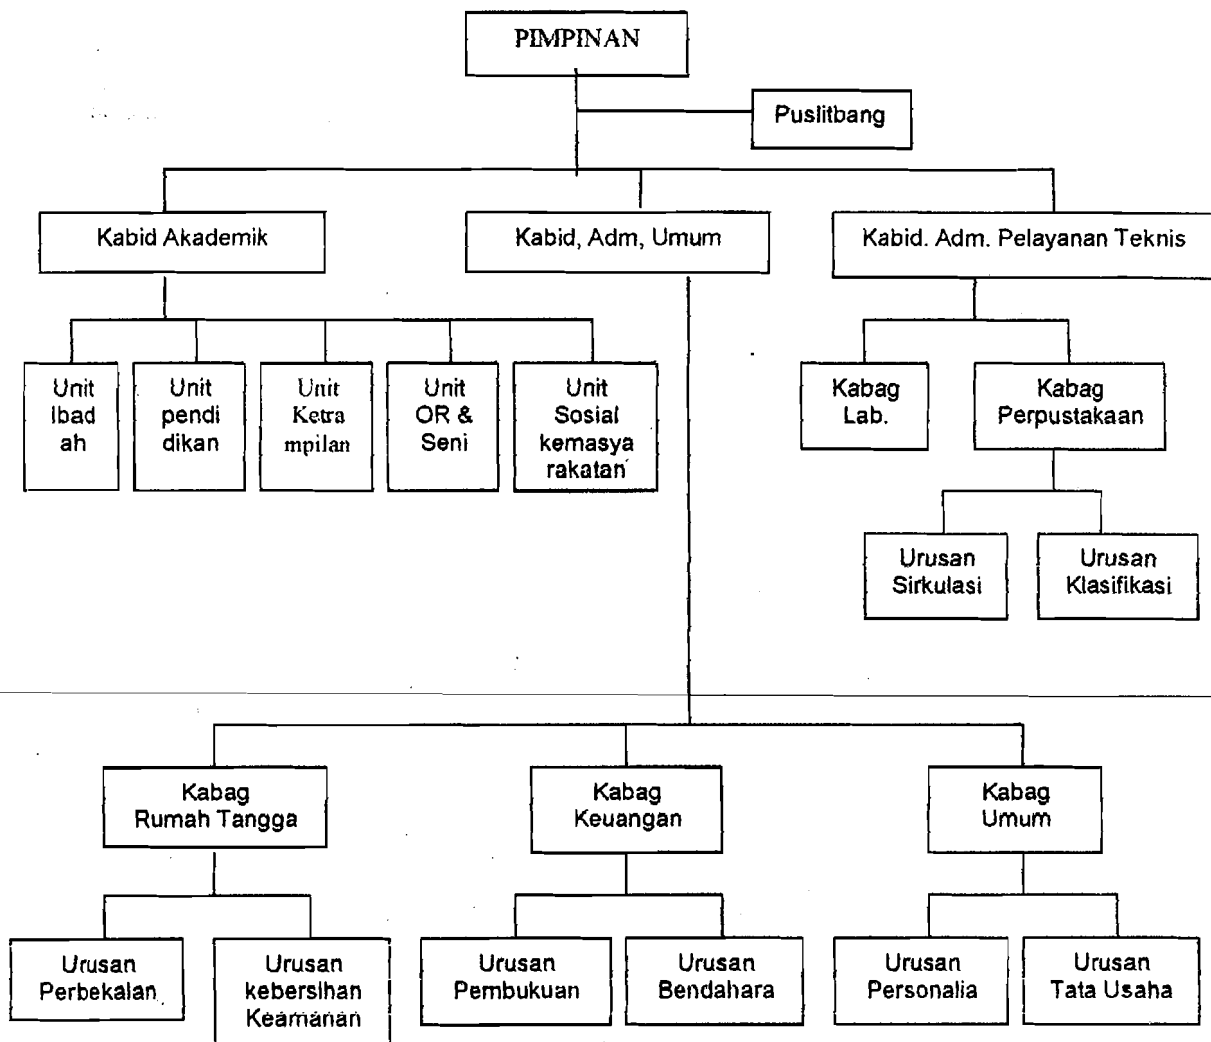 PIMPINAN
Puslitbang
Kabid Akademik
Kabid, Adm, Umum
Kabid. Adm. Pelayanan Teknis
Unit
Ibad
ah
Unit
pendi
dikan
Unit
Ketra
mpilan
Unit
OR &
Seni
Unit
Sosial
kemasya
rakatan
Kabag
Lab.
Kabag
Perpustakaan
Urusan
Sirkulasi
Urusan
Klasifikasi
Kabag
Rumah Tangga
Kabag
Keuangan
Kabag
Umum
Urusan
Perbekalan
Urusan
kebersihan
Keamanan
Urusan
Pembukuan
Urusan
Bendahara
Urusan
Personalia
Urusan
Tata Usaha